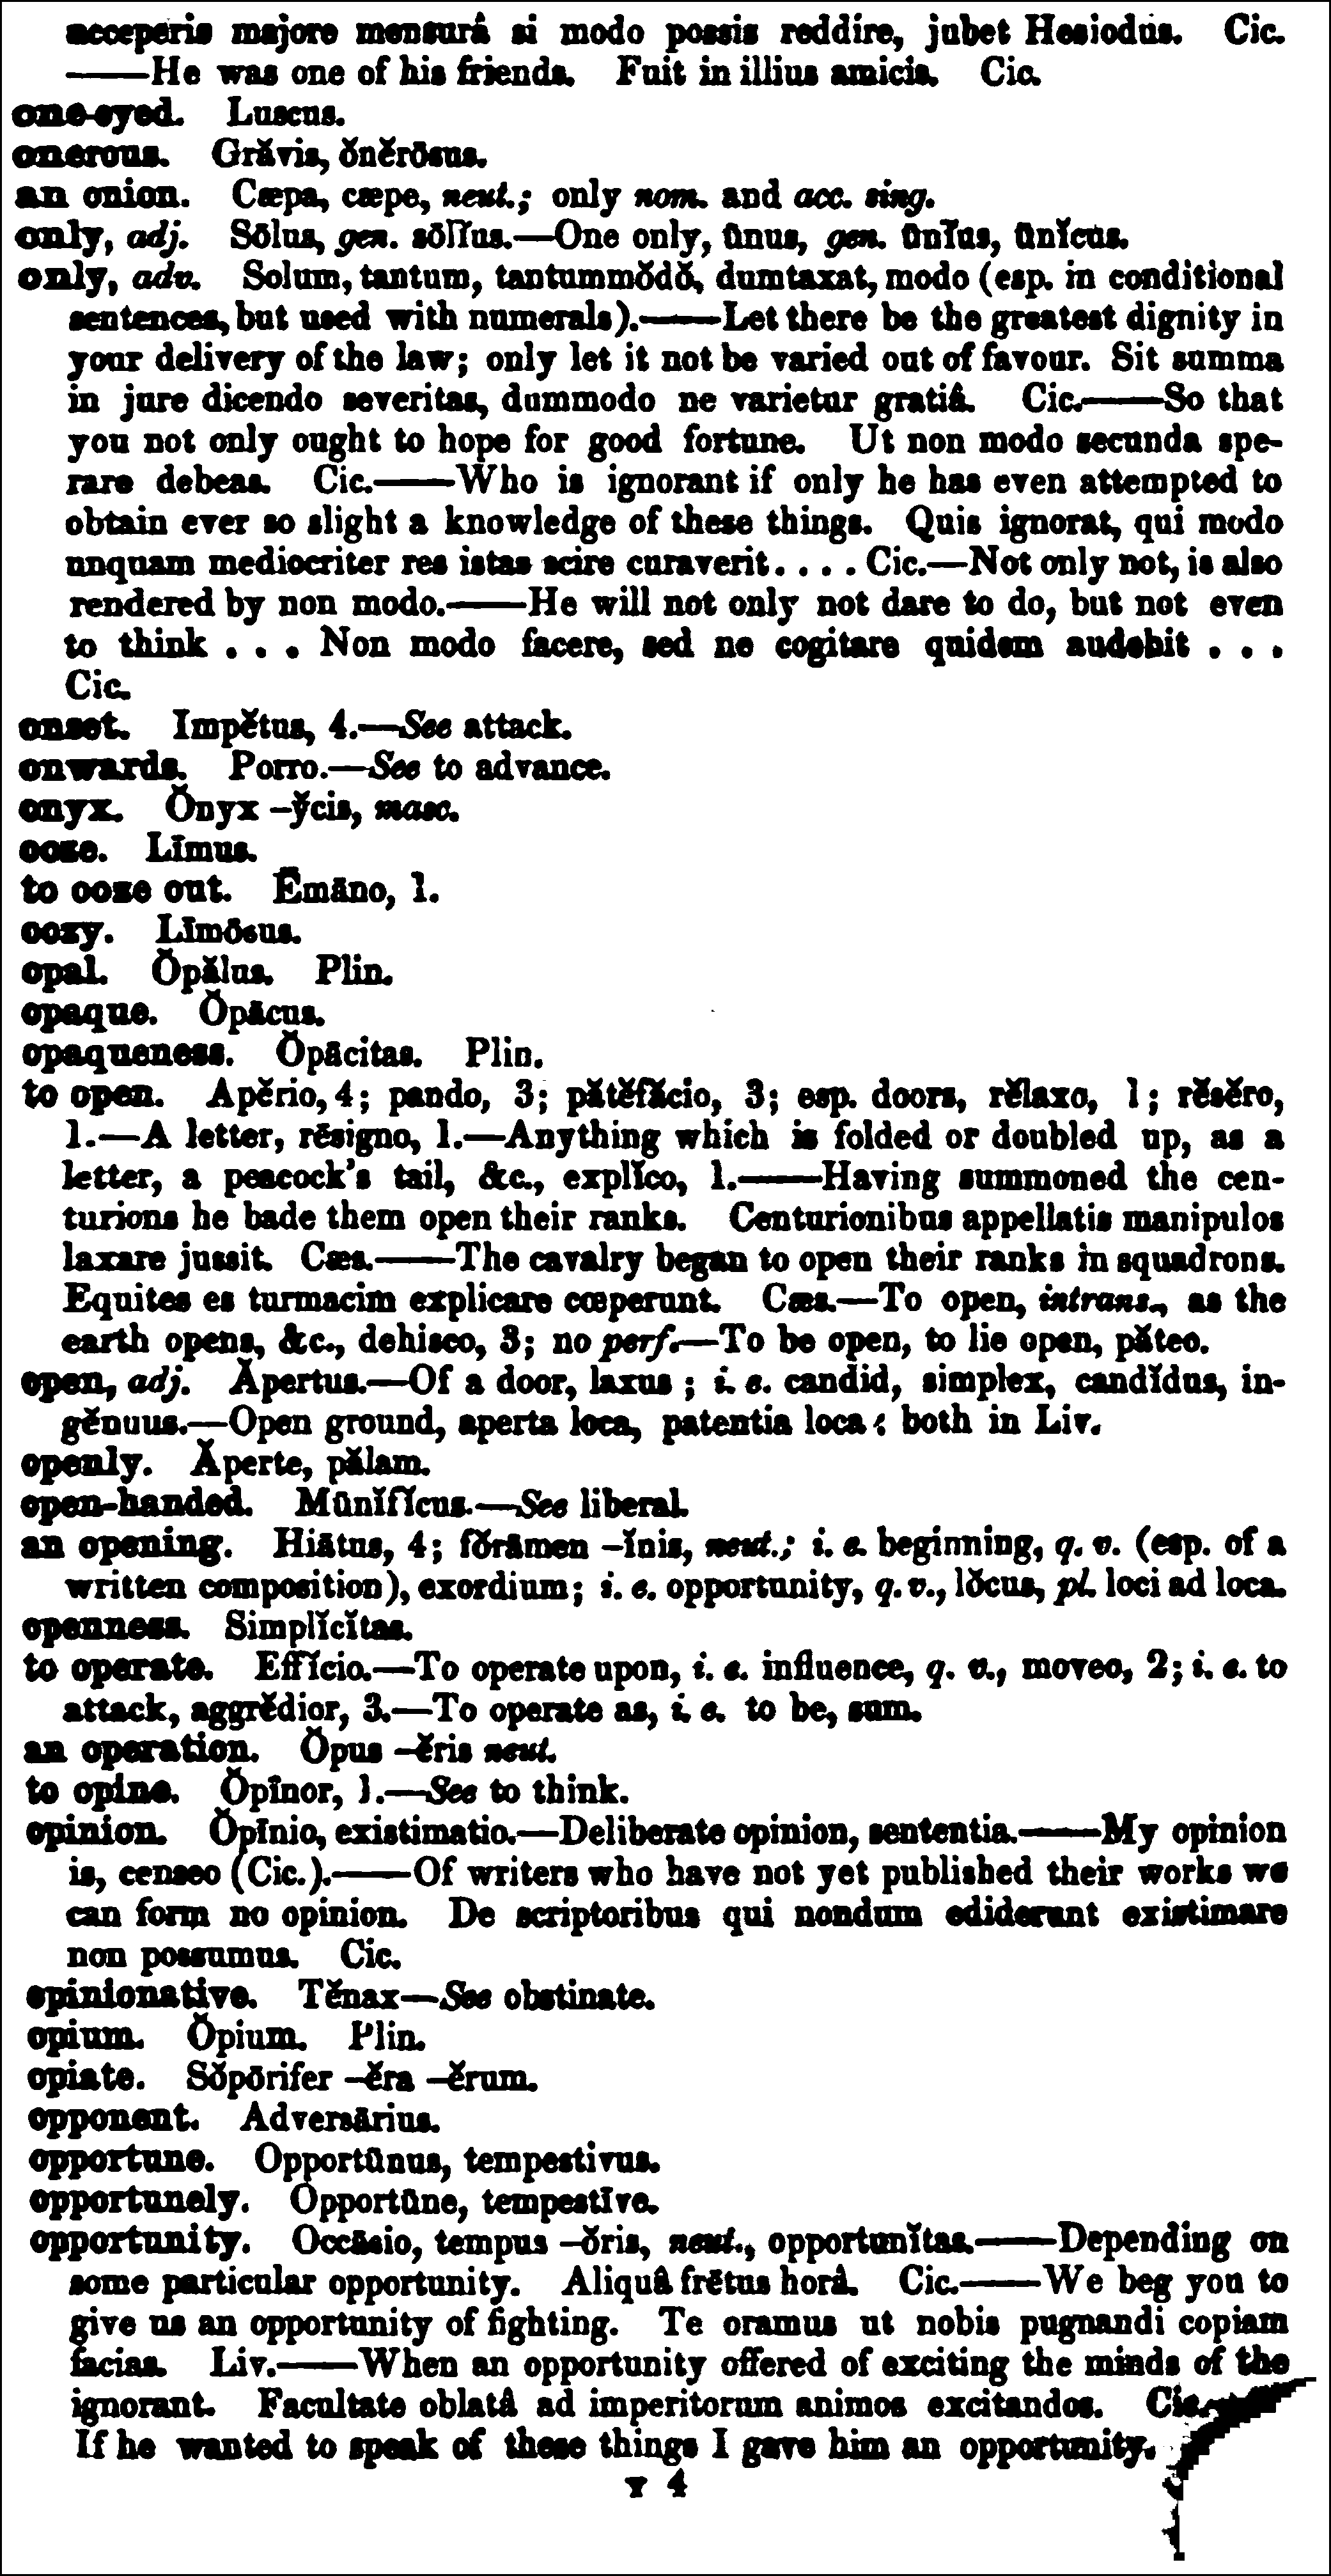 acceperis majore mensurâ si modo possis reddire, jubet Hesiodus. Cic.
——He was one of his friends. Fuit in illius amicis. Cic.
one-eyed. Luscus.
onerous. Grăvis, ŏnĕrōsus.
an onion. Cæpa, cæpe, neut.; only nom. and acc. sing.
only, adj. Sōlus, gen. sōlĭus.—One only, ūnus, gen. ūnĭus, ūnĭcus.
only, adv. Solum, tantum, tantummŏdŏ, dumtaxat, modo (esp. in conditional
sentences, but used with numerals).——Let there be the greatest dignity in
your delivery of the law; only let it not be varied out of favour. Sit summa
in jure dicendo severitas, dummodo ne varietur gratiâ. Cic.——So that
you not only ought to hope for good fortune. Ut non modo secunda spe-
rare debeas. Cic.——Who is ignorant if only he has even attempted to
obtain ever so slight a knowledge of these things. Quis ignorat, qui modo
unquam mediocriter res istas scire curaverit.... Cic.—Not only not, is also
rendered by non modo.——He will not only not dare to do, but not even
to think ... Non modo facere, sed ne cogitare quidem audebit ...
Cic.
onset. Impĕtus, 4.—See attack.
onwards. Porro.—See to advance.
onyx. Ŏnyx –y̆cis, masc.
ooze. Līmus.
to ooze out. Ēmāno, 1.
oozy. Līmōsus.
opal. Ŏpălus. Plin.
opaque. Ŏpācus.
opaqueness. Ŏpācitas. Plin.
to open. Apĕrio, 4; pando, 3; pătĕfăcio, 3; esp. doors, rĕlaxo, 1; rĕsĕro,
1.—A letter, rĕsigno, 1.—Anything which is folded or doubled up, as a
letter, a peacock's tail, &c., explĭco, 1.——Having summoned the cen-
turions he bade them open their ranks. Centurionibus appellatis manipulos
laxare jussit. Cæs.——The cavalry began to open their ranks in squadrons.
Equites es turmacim explicare cœperunt. Cæs.—To open, intrans., as the
earth opens, &c., dehisco, 3; no perf.—To be open, to lie open, păteo.
open, adj. Ăpertus.—Of a door, laxus; i. e. candid, simplex, candĭdus, in-
gĕnuus.—Open ground, aperta loca, patentia loca: both in Liv.
openly. Ăperte, pălam.
open-handed. Mūnĭfĭcus.—See liberal.
an opening. Hiātus, 4; fŏrāmen –ĭnis, neut.; i. e. beginning, q. v. (esp. of a
written composition), exordium; i. e. opportunity, q. v., lŏcus, pl. loci ad loca.
openness. Simplĭcĭtas.
to operate. Effĭcio.—To operate upon, i. e. influence, q. v., moveo, 2; i. e. to
attack, aggrĕdior, 3.—To operate as, i. e. to be, sum.
an operation. Ŏpus –ĕris neut.
to opine. Ŏpīnor, 1.—See to think.
opinion. Ŏpīnio, existimatio.—Deliberate opinion, sententia.——My opinion
is, censeo (Cic.).——Of writers who have not yet published their works we
can form no opinion. De scriptoribus qui nondum ediderunt existimare
non possumus. Cic.
opinionative. Tĕnax—See obstinate.
opium. Ŏpium. Plin.
opiate. Sŏpōrifer –ĕra –ĕrum.
opponent. Adversārius.
opportune. Opportūnus, tempestivus.
opportunely. Opportūne, tempestīve.
opportunity. Occāsio, tempus –ŏris, neut., opportunĭtas.——Depending on
some particular opportunity. Aliquâ frētus horâ. Cic.——We beg you to
give us an opportunity of fighting. Te oramus ut nobis pugnandi copiam
facias. Liv.——When an opportunity offered of exciting the minds of the
ignorant. Facultate oblatâ ad imperitorum animos excitandos. Cic.——
If he wanted to speak of these things I gave him an opportunity.
Y 4